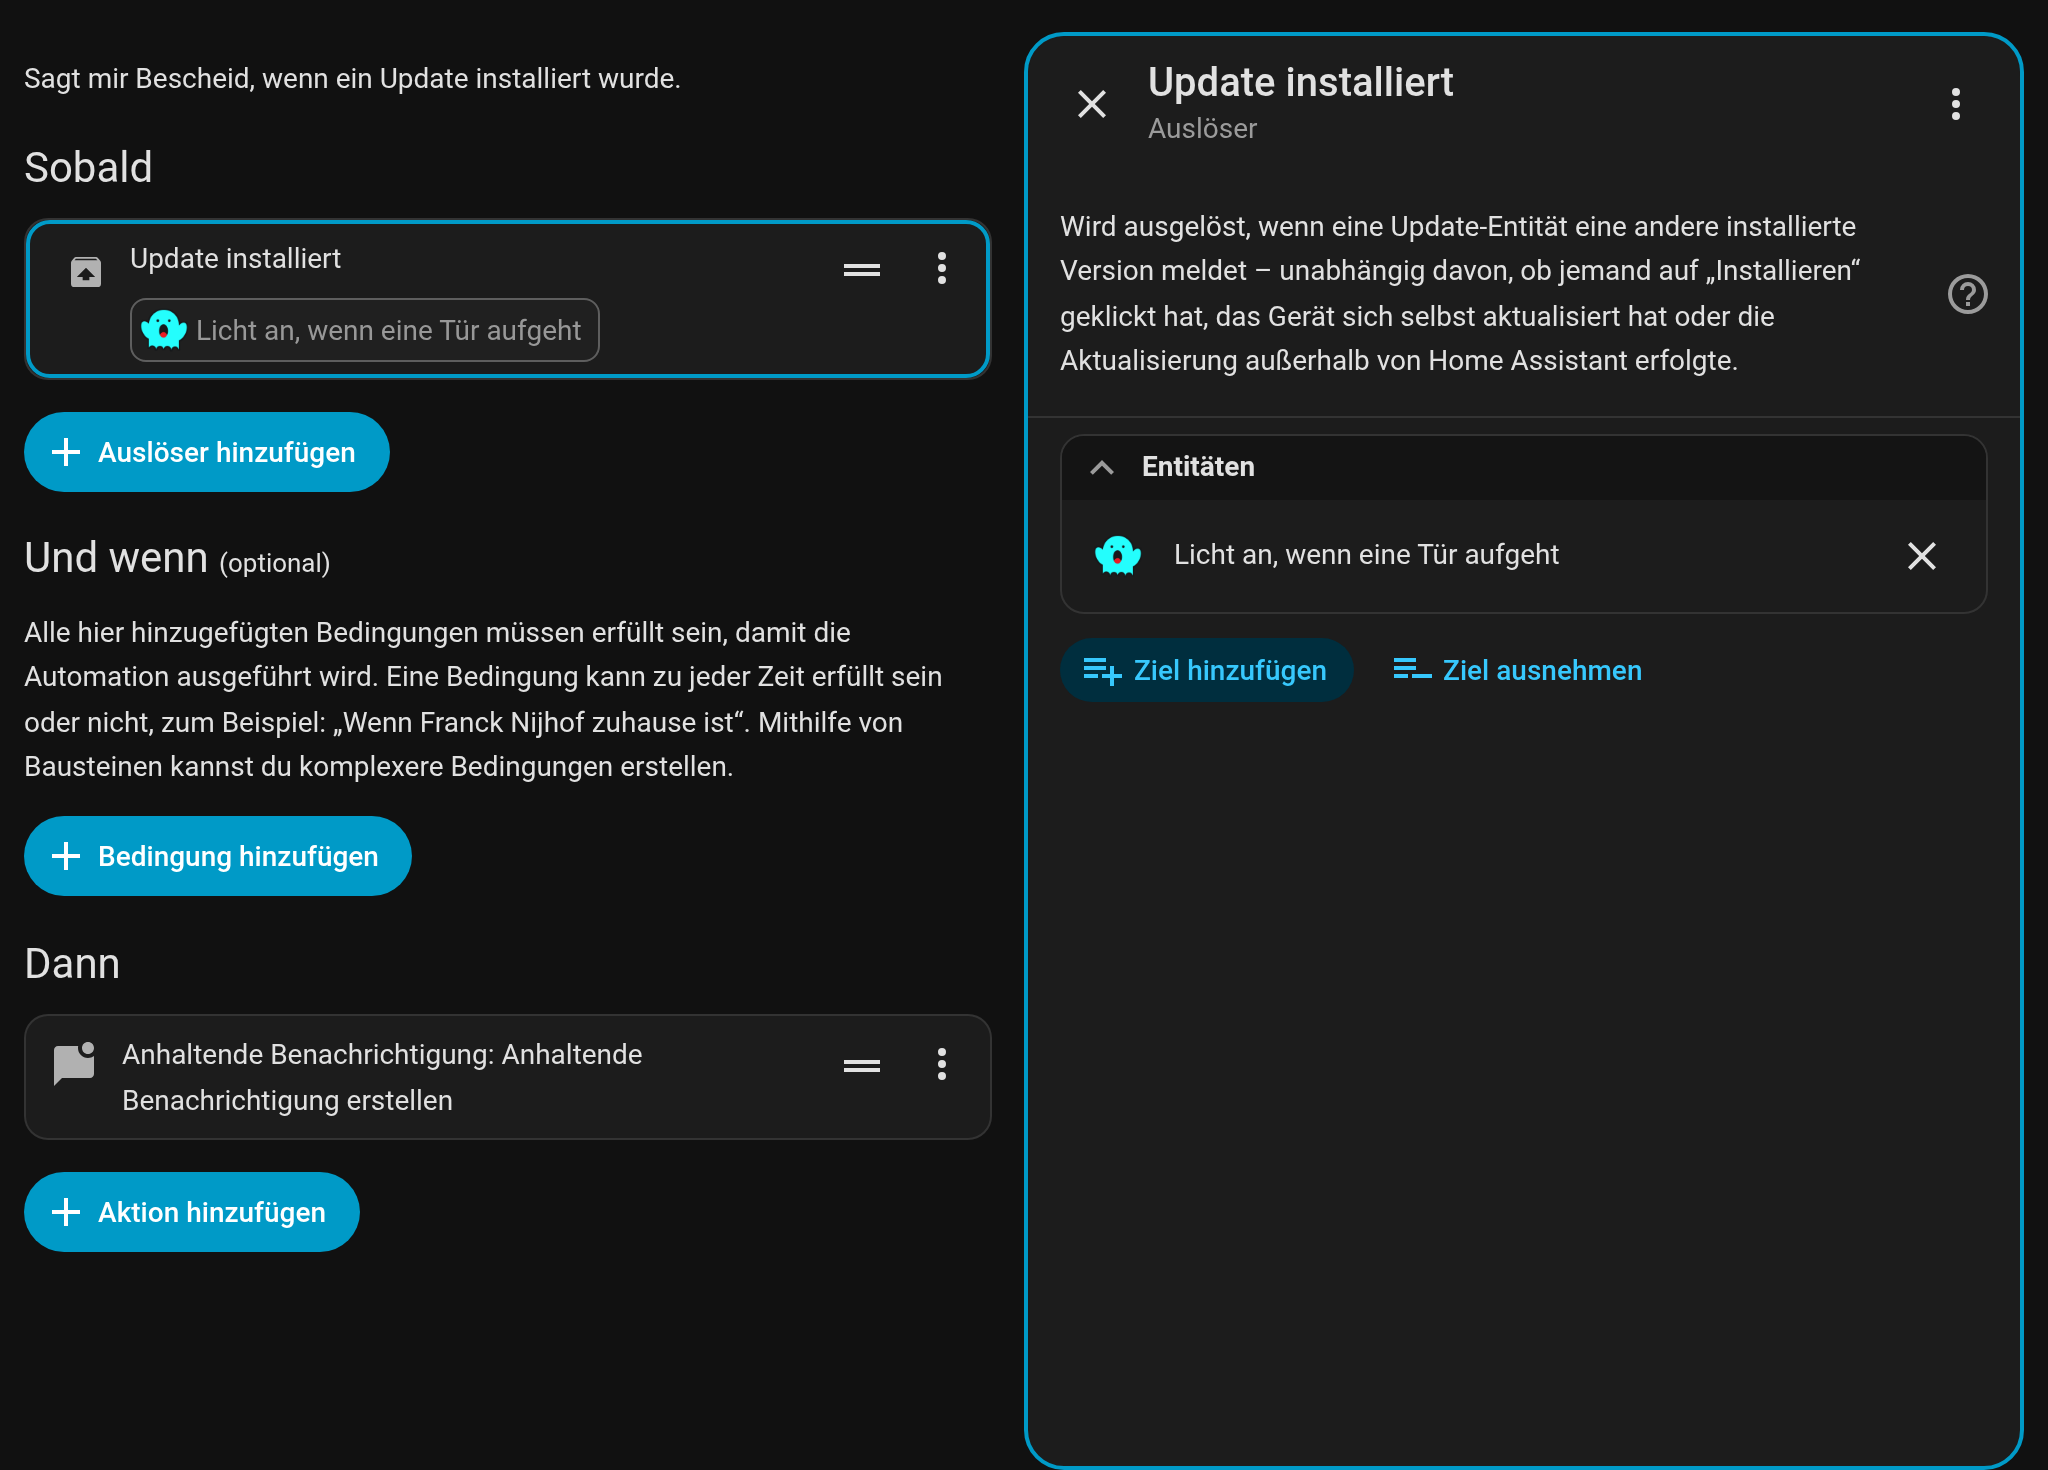 Sagt mir Bescheid, wenn ein Update installiert wurde.
Sobald
Update installiert
Licht an, wenn eine Tür aufgeht
Auslöser hinzufügen
Und wenn (optional)
Alle hier hinzugefügten Bedingungen müssen erfüllt sein, damit die
Automation ausgeführt wird. Eine Bedingung kann zu jeder Zeit erfüllt sein
oder nicht, zum Beispiel: „Wenn Franck Nijhof zuhause ist“. Mithilfe von
Bausteinen kannst du komplexere Bedingungen erstellen.
Bedingung hinzufügen
Dann
Anhaltende Benachrichtigung: Anhaltende
Benachrichtigung erstellen
Aktion hinzufügen
Update installiert
Auslöser
Wird ausgelöst, wenn eine Update-Entität eine andere installierte
Version meldet – unabhängig davon, ob jemand auf „Installieren“
geklickt hat, das Gerät sich selbst aktualisiert hat oder die
Aktualisierung außerhalb von Home Assistant erfolgte.
Entitäten
Licht an, wenn eine Tür aufgeht
Ziel hinzufügen
Ziel ausnehmen